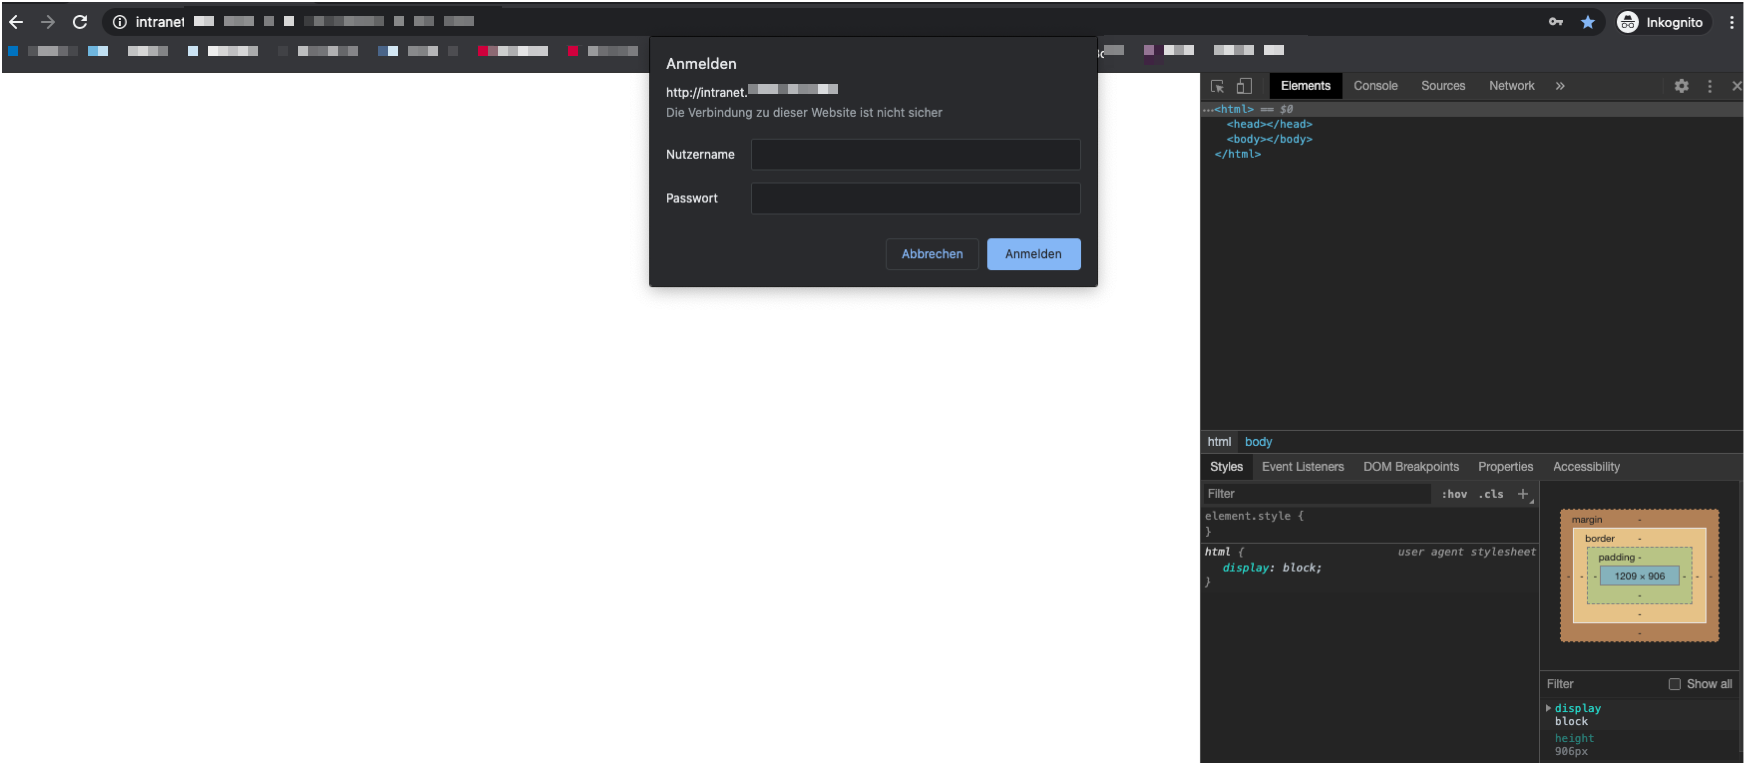 intranet
Inkognito
Anmelden
http://intranet.
Die Verbindung zu dieser Website ist nicht sicher
Nutzername
Passwort
Abbrechen Anmelden
Elements Console Sources Network »
…<html> == $0
<head></head>
<body></body>
</html>
html body
Styles Event Listeners DOM Breakpoints Properties Accessibility
Filter :hov .cls +
element.style {
}
html { user agent stylesheet
display: block;
}
margin -
border -
padding -
- - - 1209 × 906 - - -
-
-
-
Filter Show all
display
block
height
906px